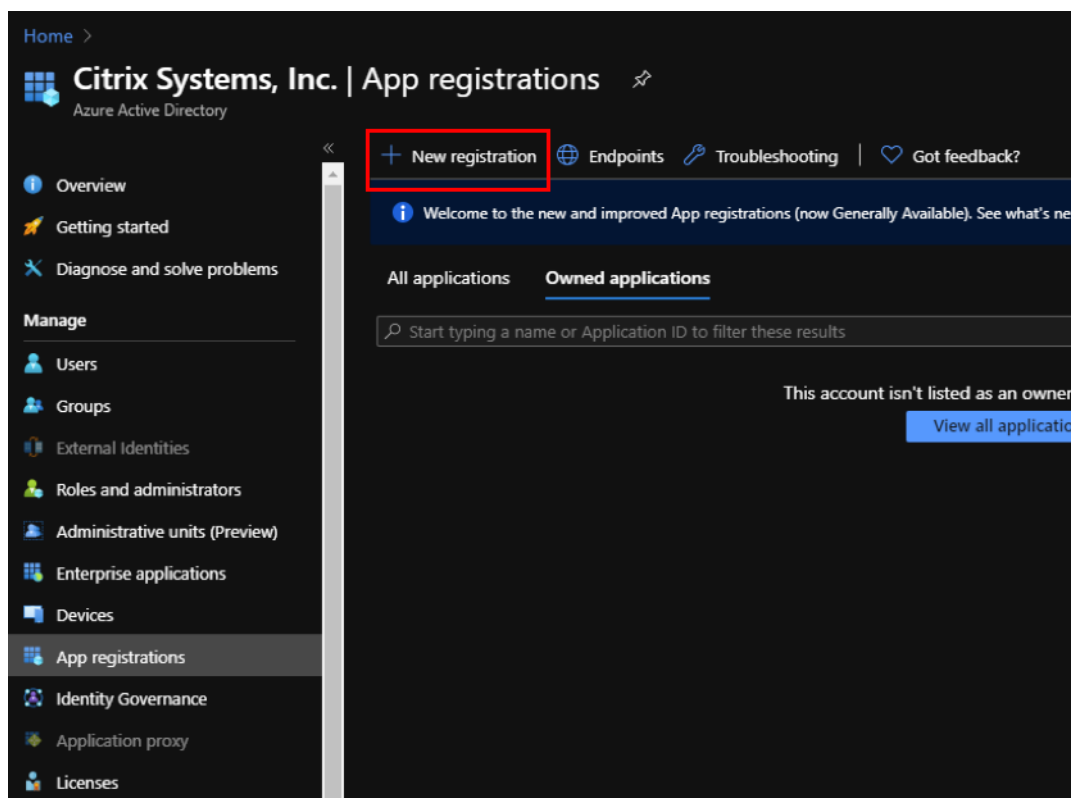 Home >
Citrix Systems, Inc. | App registrations
Azure Active Directory
«
Overview
Getting started
Diagnose and solve problems
Manage
Users
Groups
External Identities
Roles and administrators
Administrative units (Preview)
Enterprise applications
Devices
App registrations
Identity Governance
Application proxy
Licenses
+ New registration Endpoints Troubleshooting | Got feedback?
Welcome to the new and improved App registrations (now Generally Available). See what's ne
All applications Owned applications
Start typing a name or Application ID to filter these results
This account isn't listed as an owner
View all applicatio